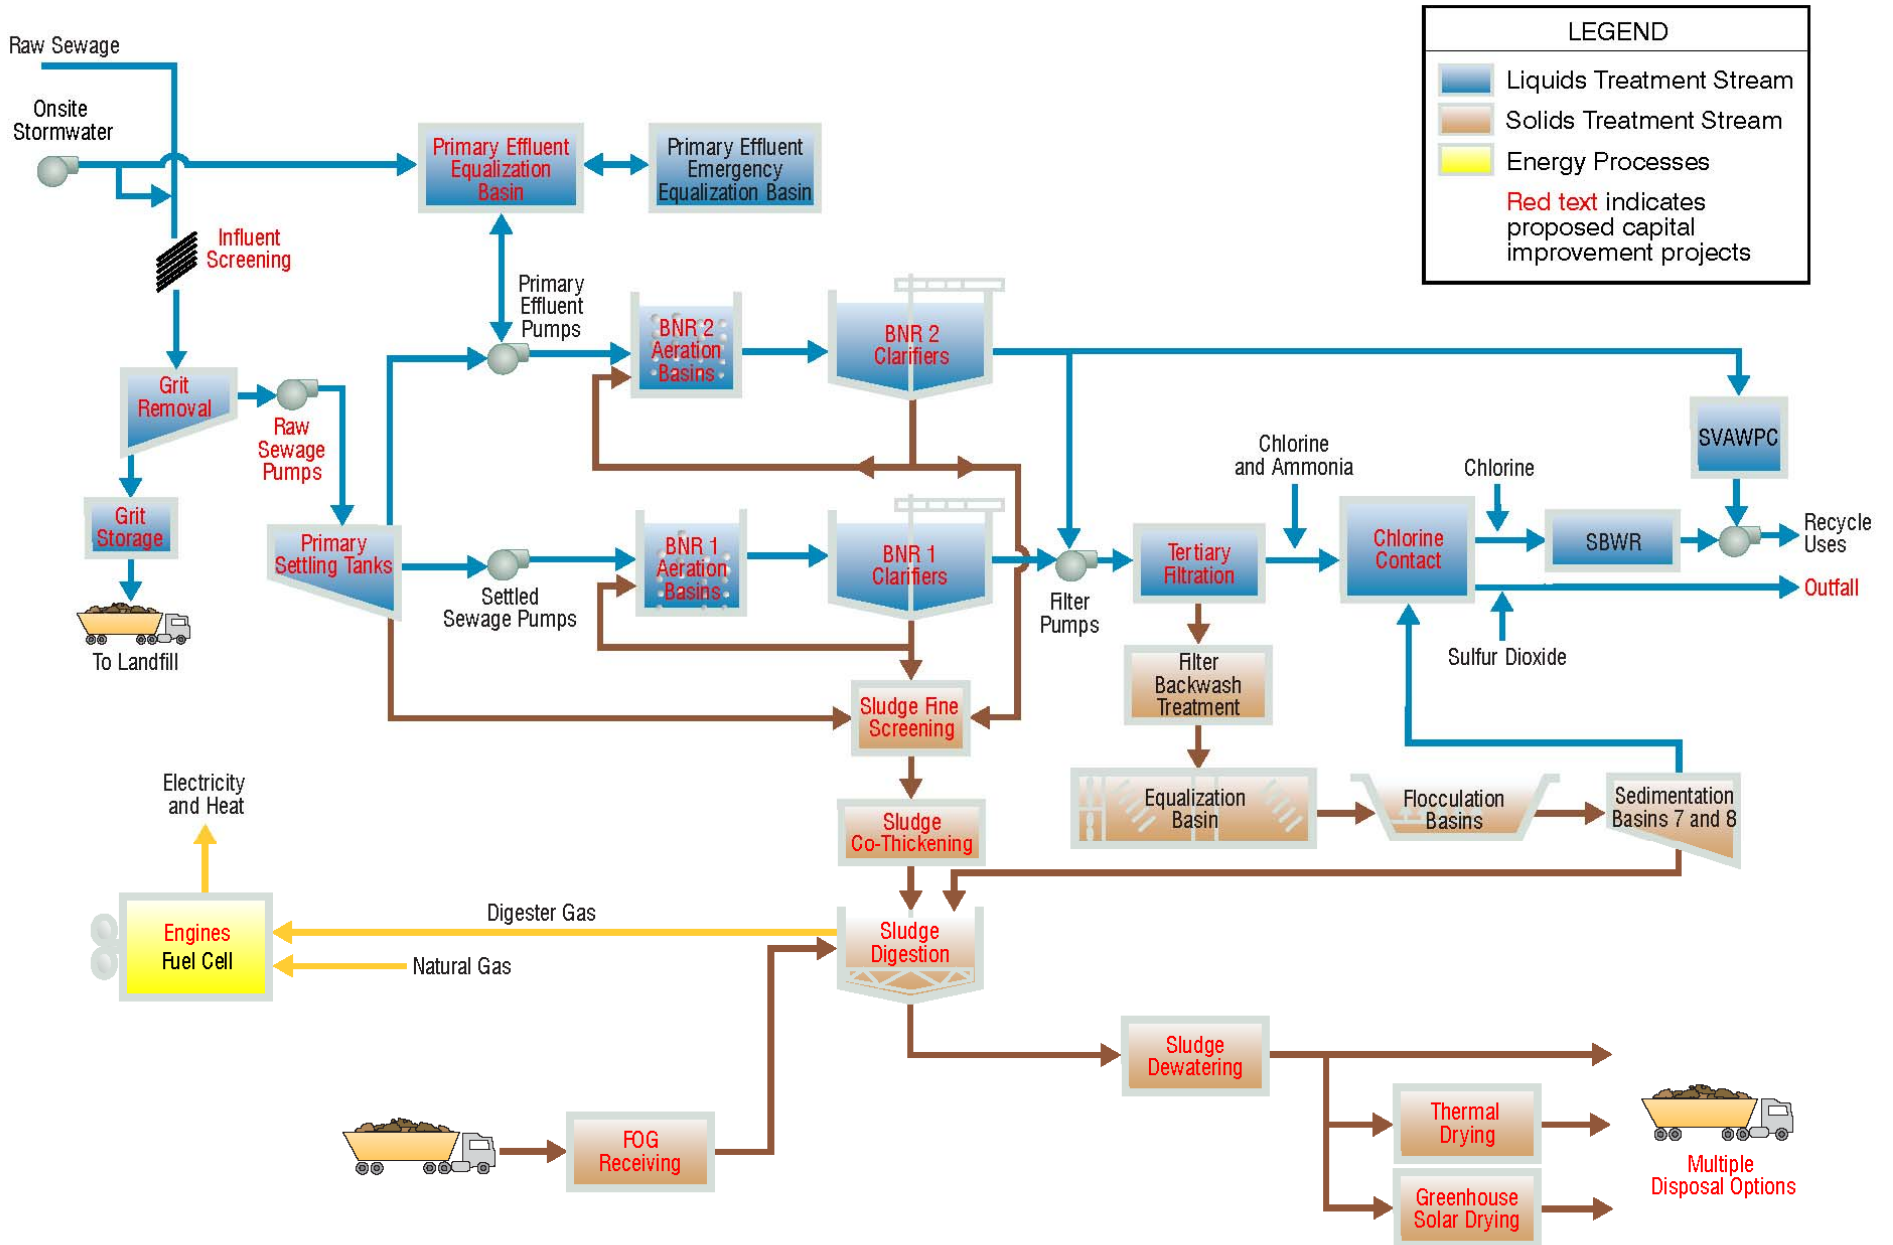 LEGEND
Liquids Treatment Stream
Solids Treatment Stream
Energy Processes
Red text indicates
proposed capital
improvement projects
Raw Sewage
Onsite
Stormwater
Influent
Screening
Primary Effluent
Equalization
Basin
Primary Effluent
Emergency
Equalization Basin
Primary
Effluent
Pumps
BNR 2
Aeration
Basins
BNR 2
Clarifiers
Grit
Removal
Raw
Sewage
Pumps
Grit
Storage
To Landfill
Primary
Settling Tanks
Settled
Sewage Pumps
BNR 1
Aeration
Basins
BNR 1
Clarifiers
Filter
Pumps
Tertiary
Filtration
Chlorine
and Ammonia
Chlorine
Contact
Chlorine
SBWR
SVAWPC
Recycle
Uses
Outfall
Sulfur Dioxide
Filter
Backwash
Treatment
Sludge Fine
Screening
Equalization
Basin
Flocculation
Basins
Sedimentation
Basins 7 and 8
Sludge
Co-Thickening
Electricity
and Heat
Engines
Fuel Cell
Digester Gas
Natural Gas
Sludge
Digestion
Sludge
Dewatering
FOG
Receiving
Thermal
Drying
Greenhouse
Solar Drying
Multiple
Disposal Options